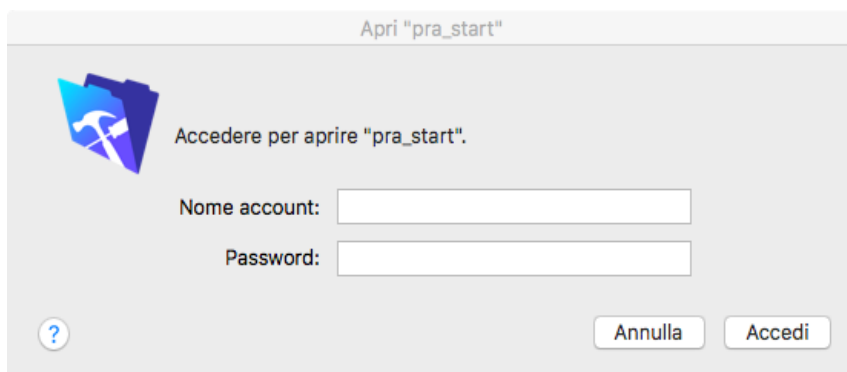 Apri "pra_start"
Accedere per aprire "pra_start".
Nome account:
Password:
?
Annulla
Accedi